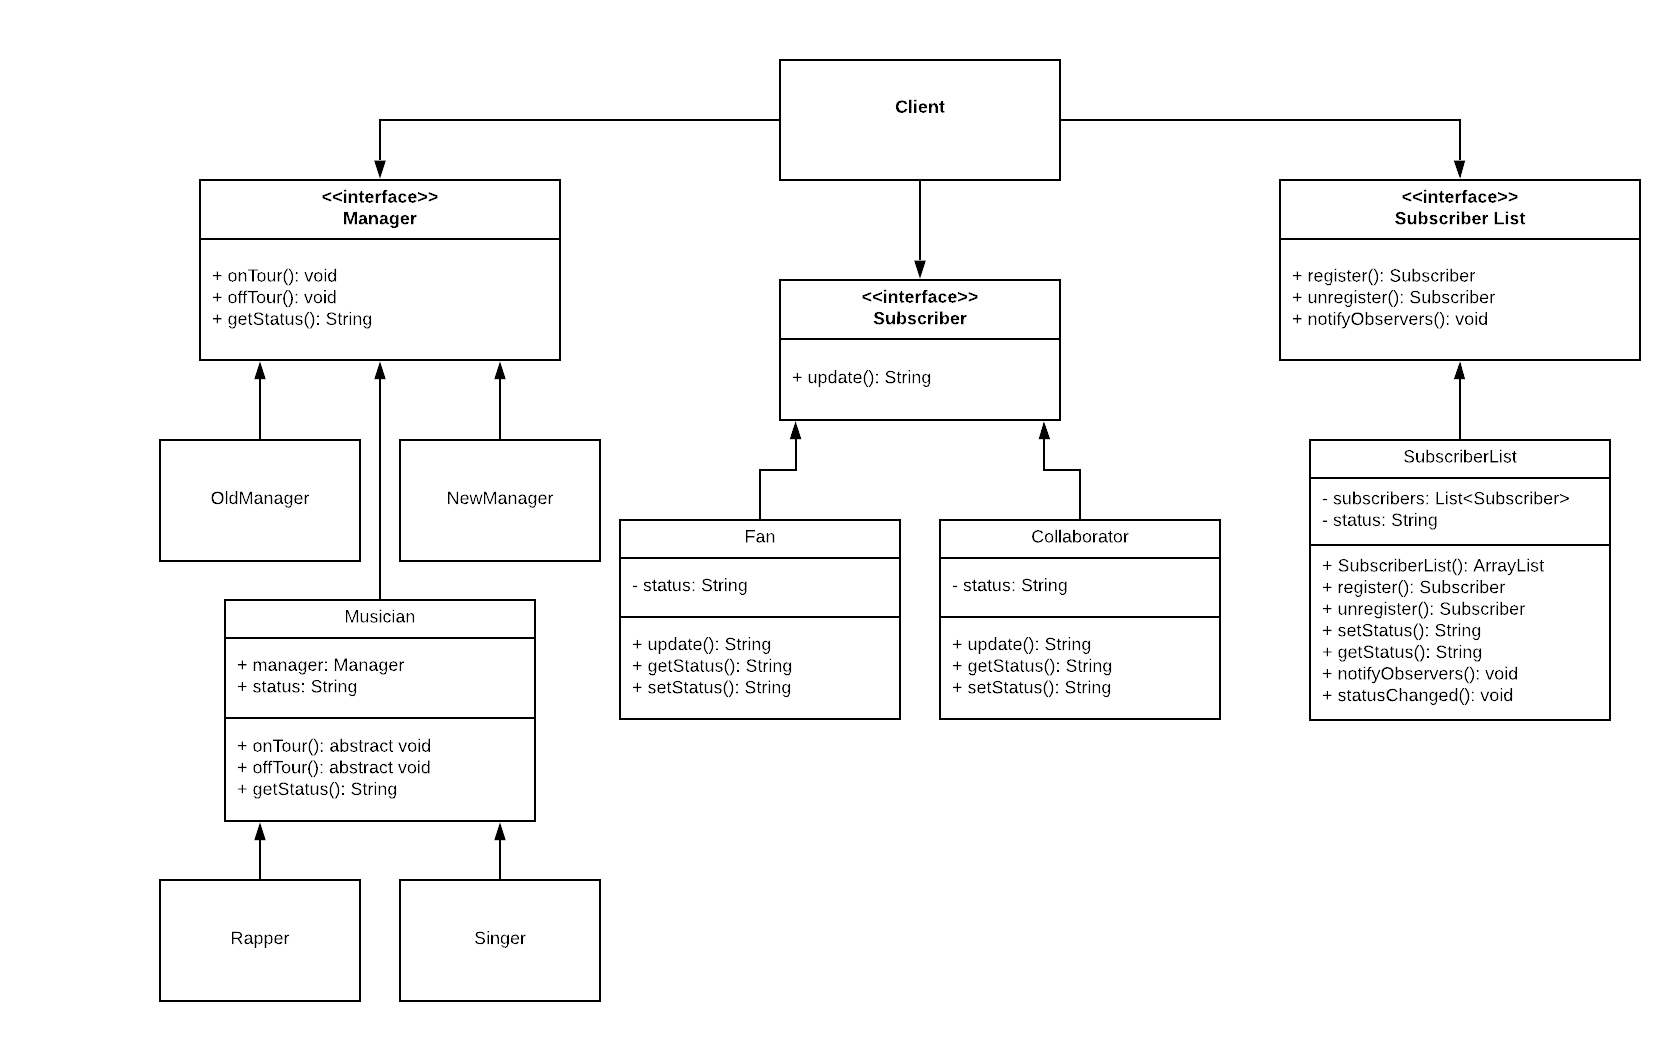 Client
<<interface>>
Manager
+ onTour(): void
+ offTour(): void
+ getStatus(): String
<<interface>>
Subscriber
+ update(): String
<<interface>>
Subscriber List
+ register(): Subscriber
+ unregister(): Subscriber
+ notifyObservers(): void
OldManager
NewManager
Musician
+ manager: Manager
+ status: String
+ onTour(): abstract void
+ offTour(): abstract void
+ getStatus(): String
Rapper
Singer
Fan
- status: String
+ update(): String
+ getStatus(): String
+ setStatus(): String
Collaborator
- status: String
+ update(): String
+ getStatus(): String
+ setStatus(): String
SubscriberList
- subscribers: List<Subscriber>
- status: String
+ SubscriberList(): ArrayList
+ register(): Subscriber
+ unregister(): Subscriber
+ setStatus(): String
+ getStatus(): String
+ notifyObservers(): void
+ statusChanged(): void